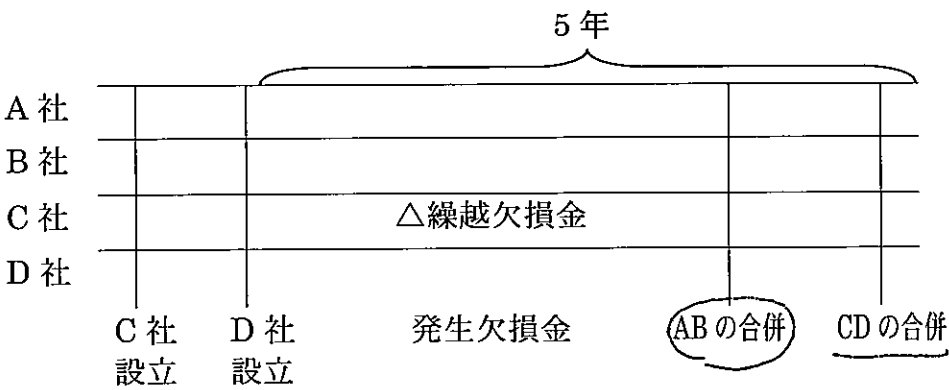 5年
A社
B社
C社 △繰越欠損金
D社
C社 D社 発生欠損金 ABの合併 CDの合併
設立 設立